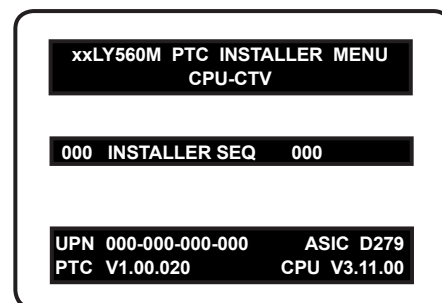 xxLY560M PTC INSTALLER MENU
CPU-CTV
000 INSTALLER SEQ 000
UPN 000-000-000-000 ASIC D279
PTC V1.00.020 CPU V3.11.00